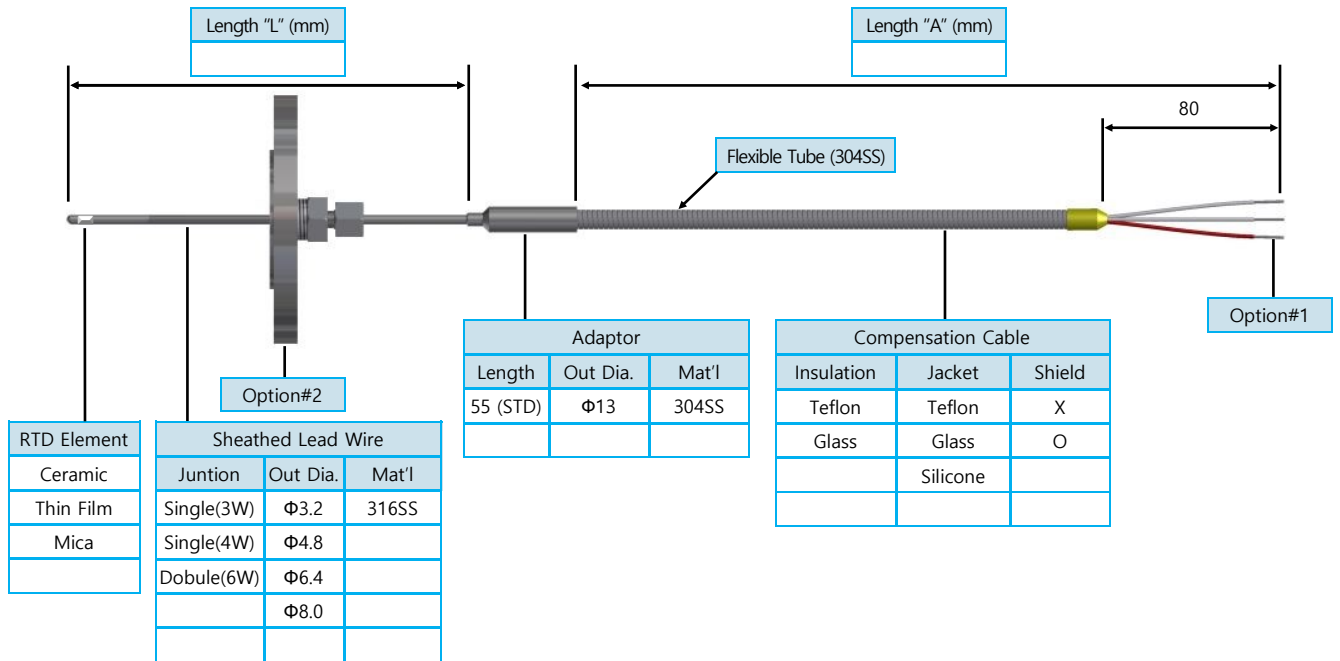 Length "L" (mm)
Length "A" (mm)
80
Flexible Tube (304SS)
Option#1
Option#2
Adaptor
Length Out Dia. Mat'l
55 (STD) Φ13 304SS
Compensation Cable
Insulation Jacket Shield
Teflon Teflon X
Glass Glass O
Silicone
RTD Element
Ceramic
Thin Film
Mica
Sheathed Lead Wire
Juntion Out Dia. Mat'l
Single(3W) Φ3.2 316SS
Single(4W) Φ4.8
Dobule(6W) Φ6.4
Φ8.0